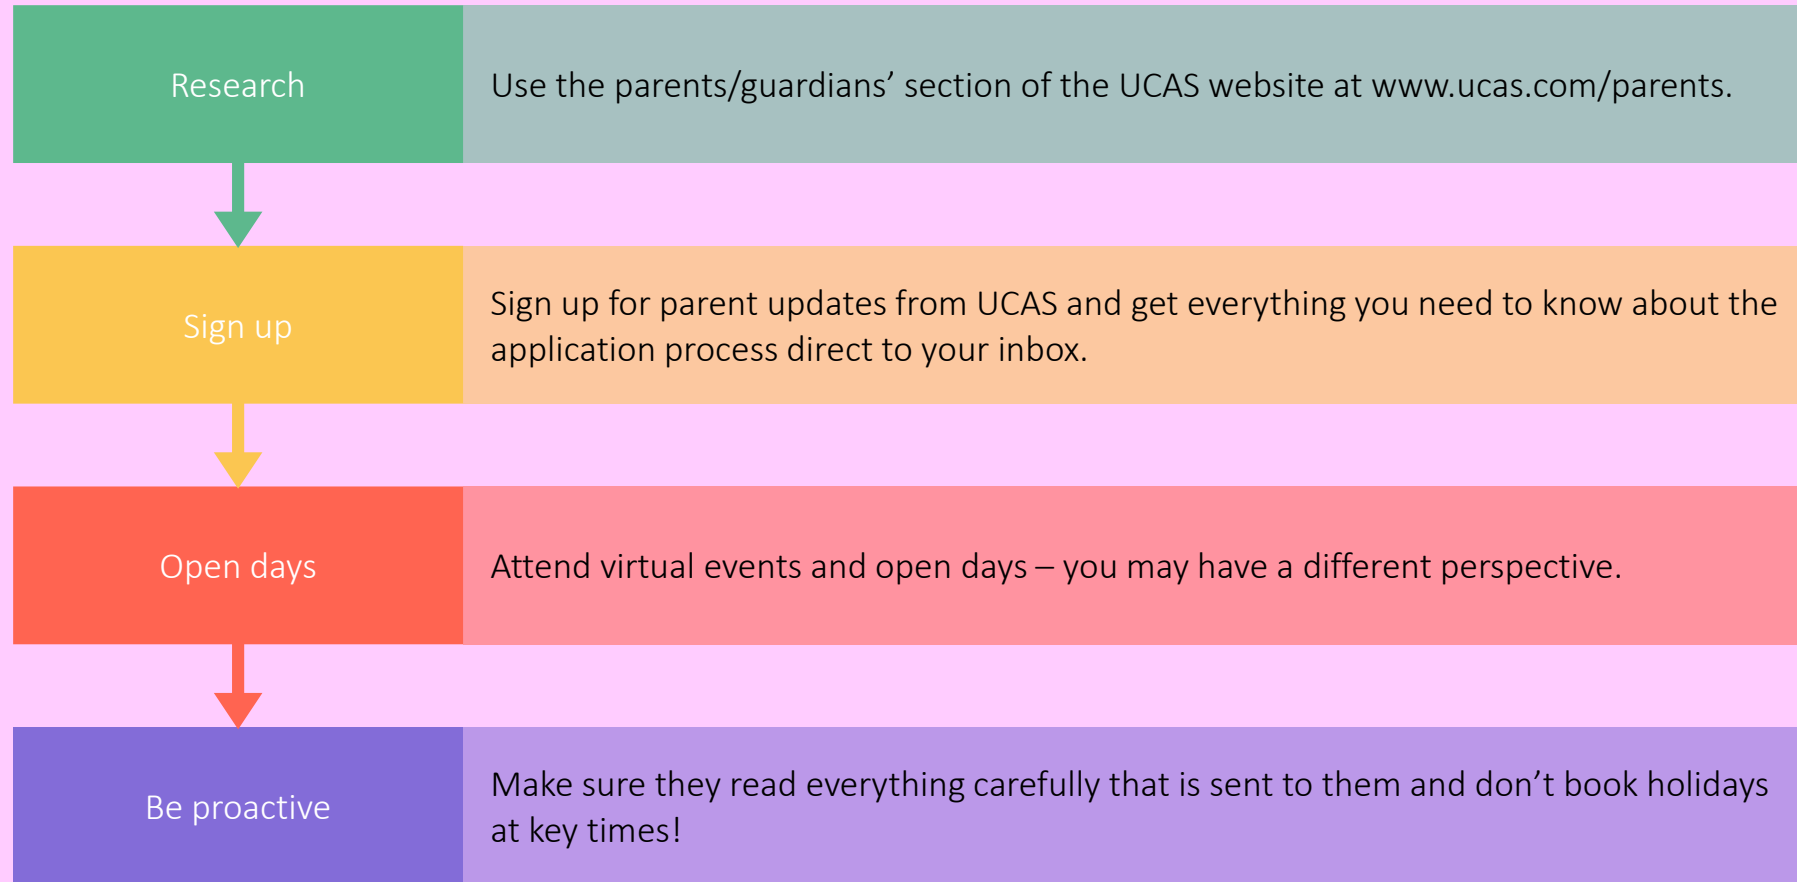 Research
Use the parents/guardians’ section of the UCAS website at www.ucas.com/parents.
Sign up
Sign up for parent updates from UCAS and get everything you need to know about the
application process direct to your inbox.
Open days
Attend virtual events and open days – you may have a different perspective.
Be proactive
Make sure they read everything carefully that is sent to them and don’t book holidays
at key times!